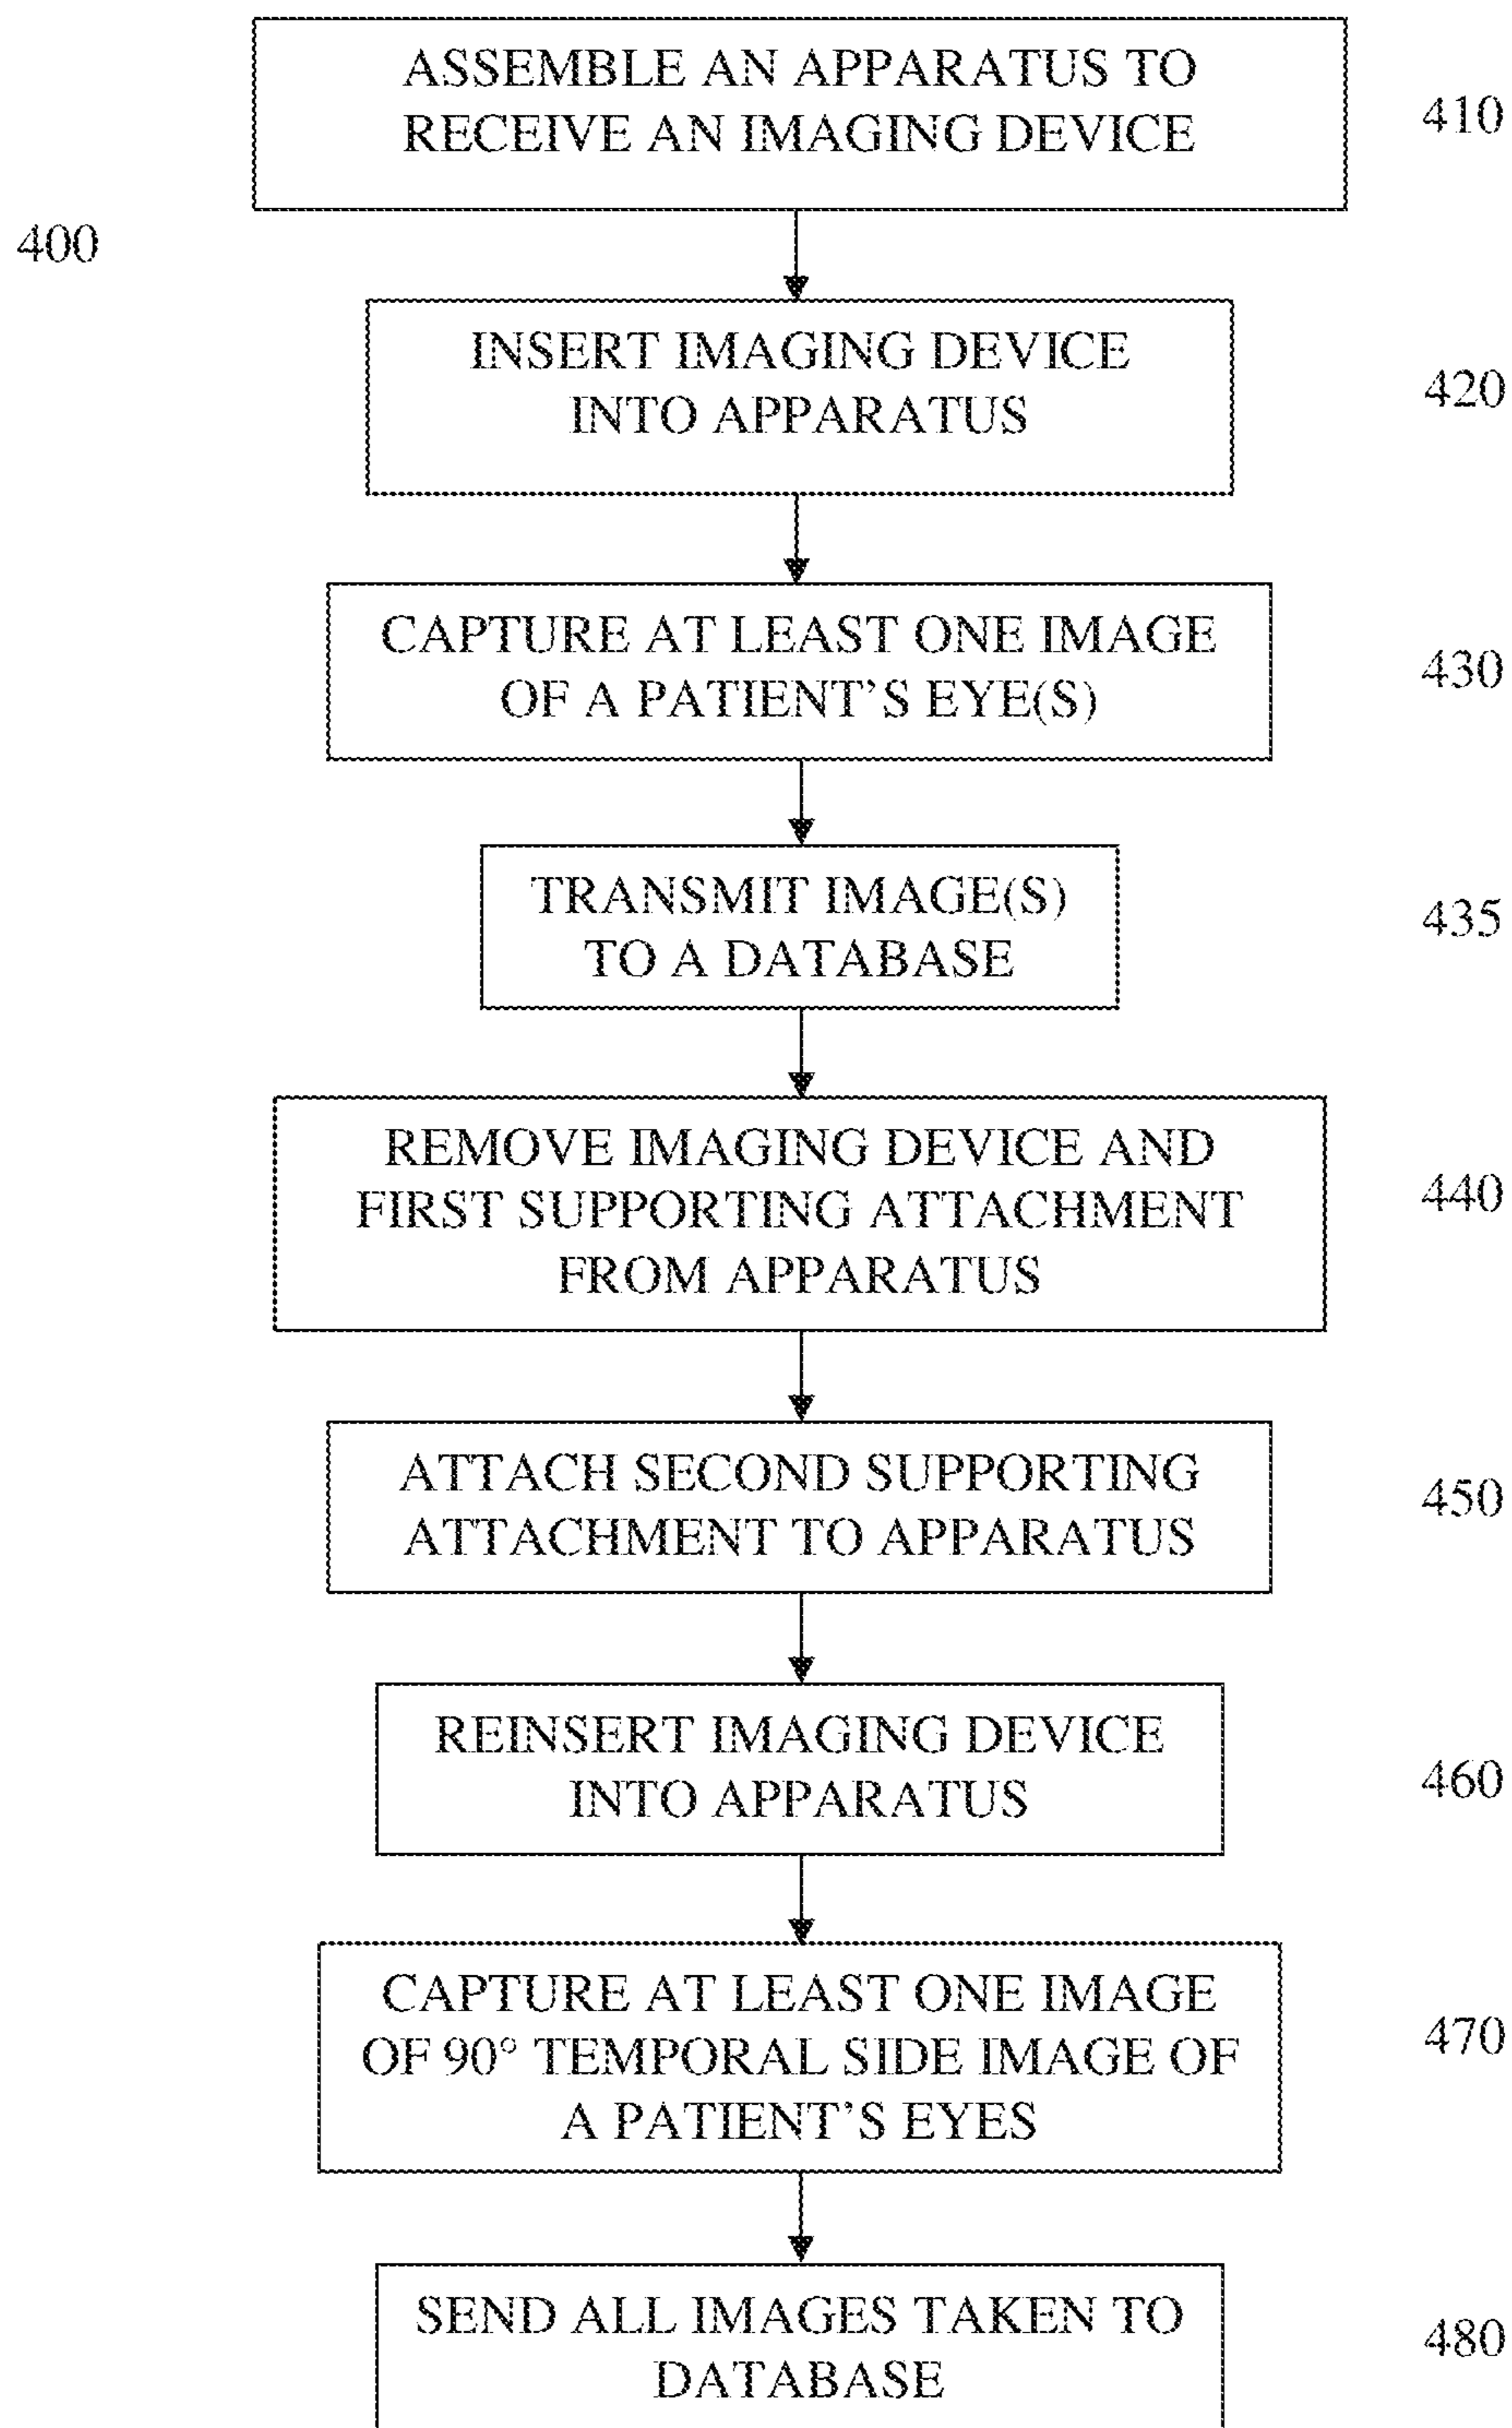 ASSEMBLE AN APPARATUS TO
RECEIVE AN IMAGING DEVICE
410
400
INSERT IMAGING DEVICE
INTO APPARATUS
420
CAPTURE AT LEAST ONE IMAGE
OF A PATIENT'S EYE(S)
430
TRANSMIT IMAGE(S)
TO A DATABASE
435
REMOVE IMAGING DEVICE AND
FIRST SUPPORTING ATTACHMENT
FROM APPARATUS
440
ATTACH SECOND SUPPORTING
ATTACHMENT TO APPARATUS
450
REINSERT IMAGING DEVICE
INTO APPARATUS
460
CAPTURE AT LEAST ONE IMAGE
OF 90° TEMPORAL SIDE IMAGE OF
A PATIENT'S EYES
470
SEND ALL IMAGES TAKEN TO
DATABASE
480